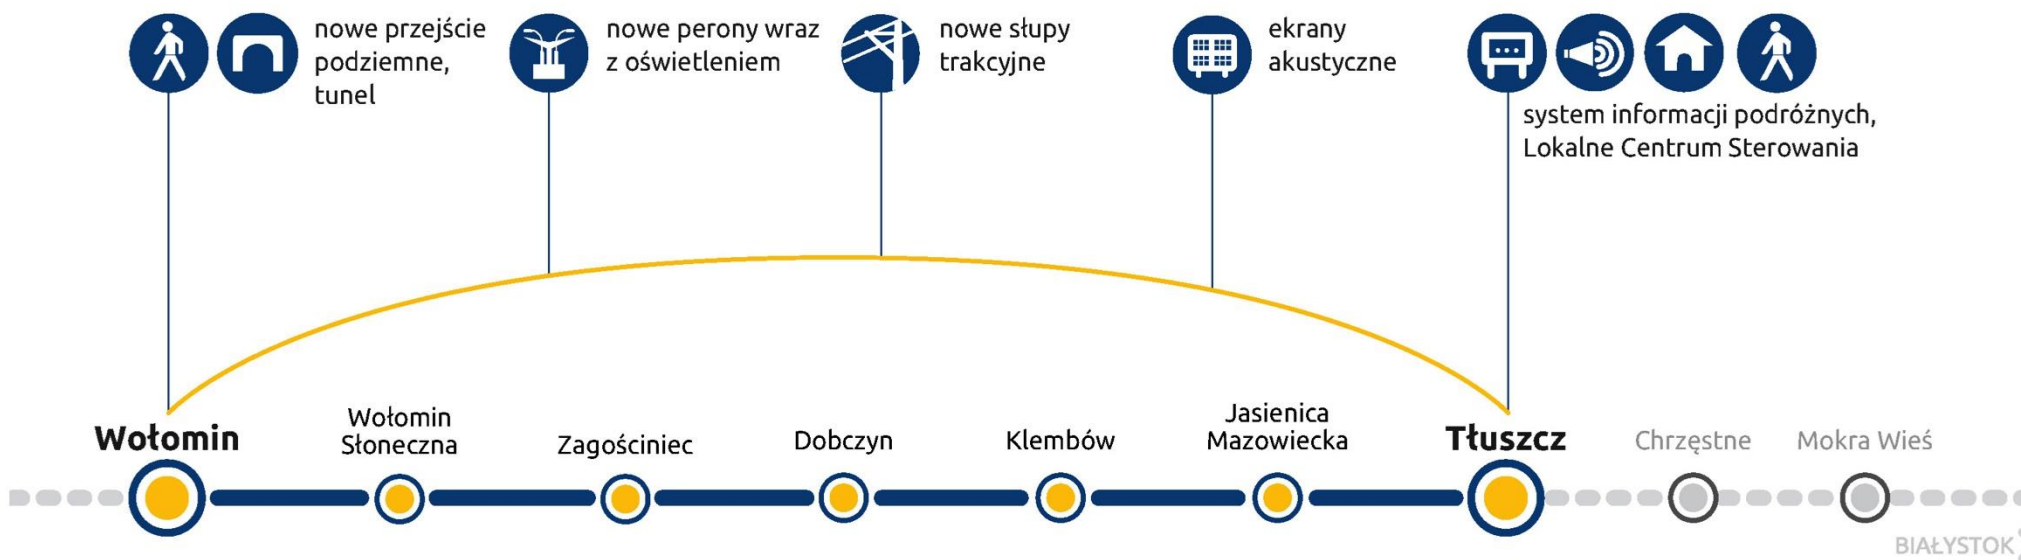 nowe przejście
podziemne,
tunel
nowe perony wraz
z oświetleniem
nowe słupy
trakcyjne
ekrany
akustyczne
system informacji podróżnych,
Lokalne Centrum Sterowania
Wołomin
Wołomin
Słoneczna
Zagościniec
Dobczyn
Klembów
Jasienica
Mazowiecka
Tłuszcz
Chrzęstne
Mokra Wieś
BIAŁYSTOK